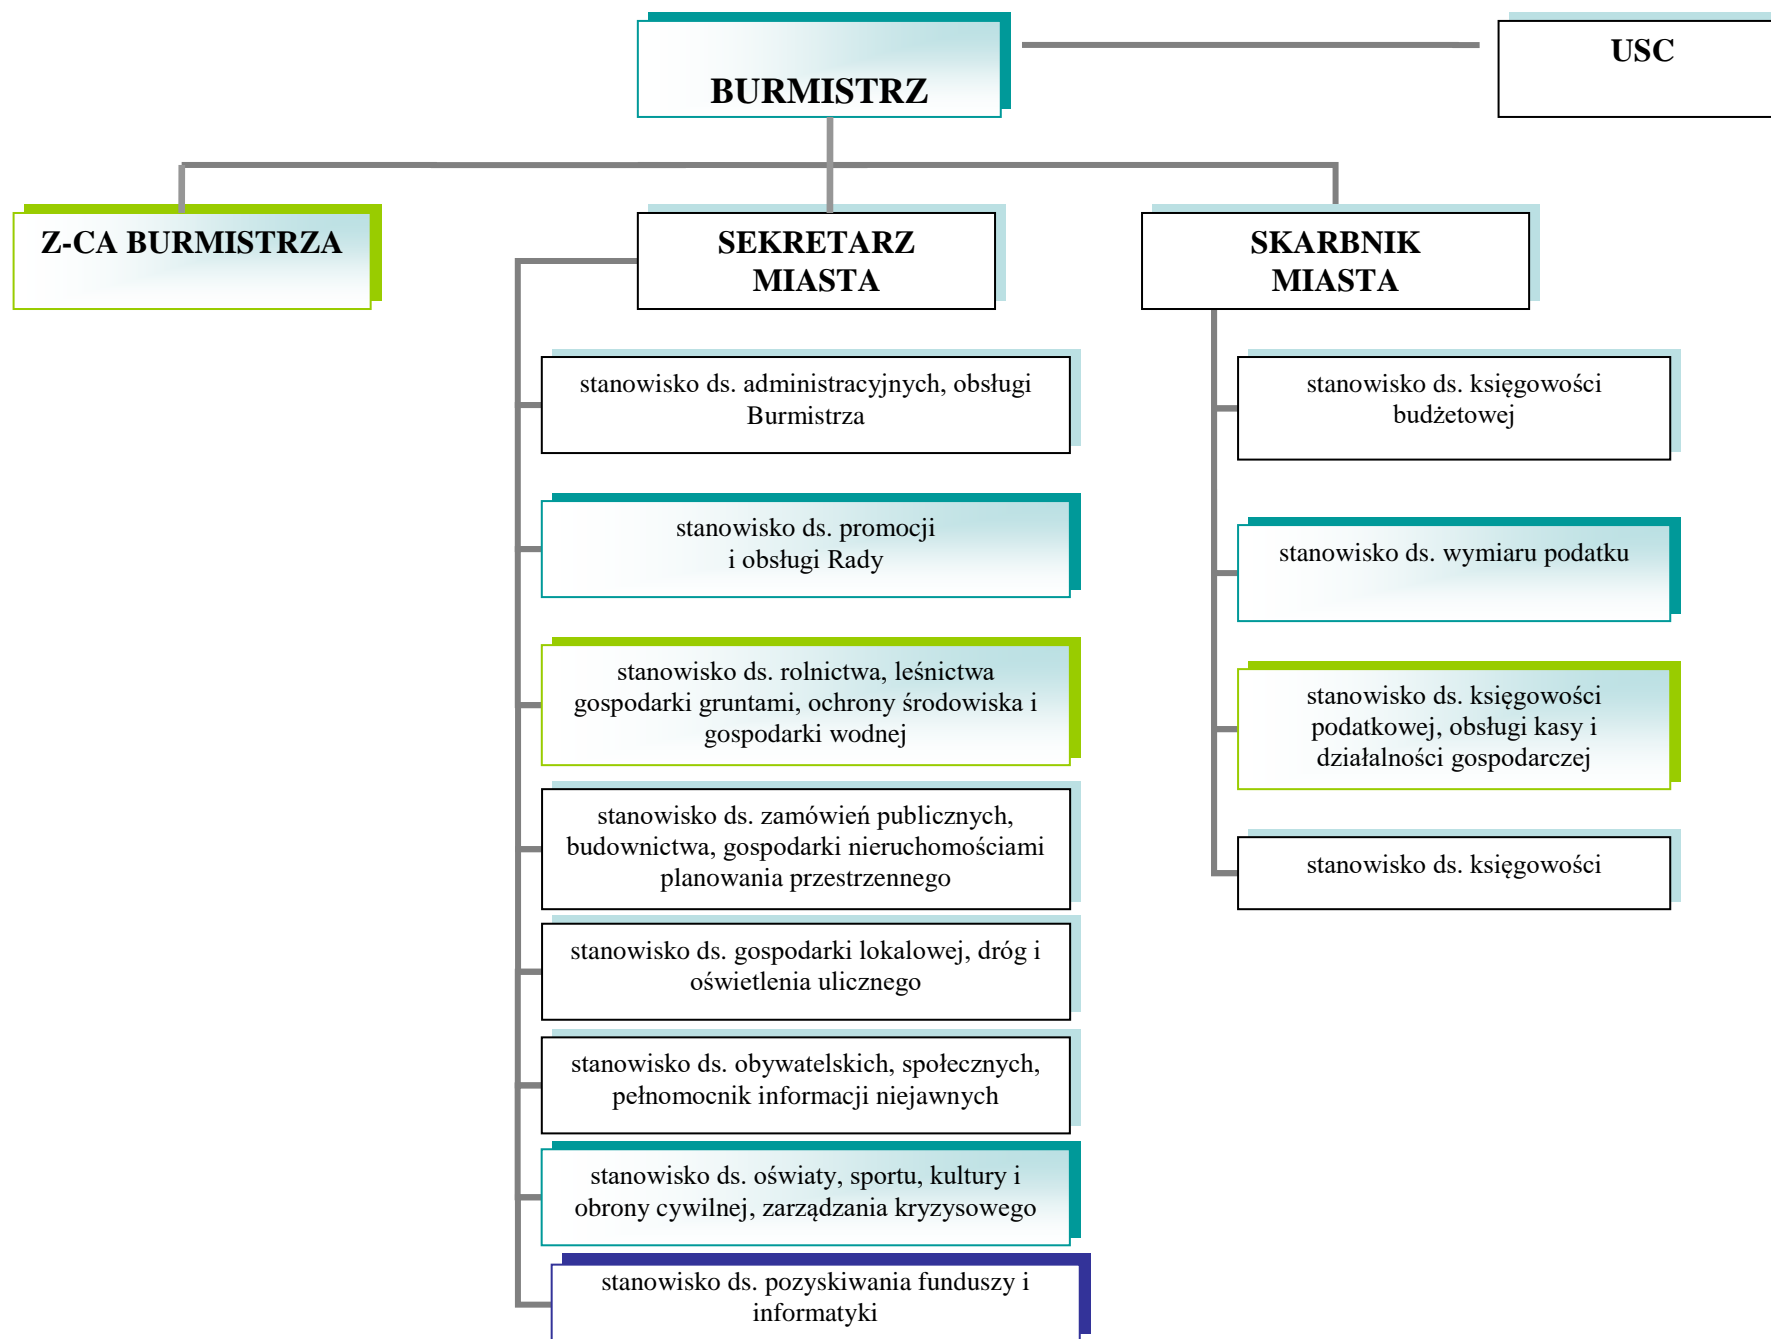 BURMISTRZ
USC
Z-CA BURMISTRZA
SEKRETARZ
MIASTA
SKARBNIK
MIASTA
stanowisko ds. administracyjnych, obsługi
Burmistrza
stanowisko ds. promocji
i obsługi Rady
stanowisko ds. rolnictwa, leśnictwa
gospodarki gruntami, ochrony środowiska i
gospodarki wodnej
stanowisko ds. zamówień publicznych,
budownictwa, gospodarki nieruchomościami
planowania przestrzennego
stanowisko ds. gospodarki lokalowej, dróg i
oświetlenia ulicznego
stanowisko ds. obywatelskich, społecznych,
pełnomocnik informacji niejawnych
stanowisko ds. oświaty, sportu, kultury i
obrony cywilnej, zarządzania kryzysowego
stanowisko ds. pozyskiwania funduszy i
informatyki
stanowisko ds. księgowości
budżetowej
stanowisko ds. wymiaru podatku
stanowisko ds. księgowości
podatkowej, obsługi kasy i
działalności gospodarczej
stanowisko ds. księgowości